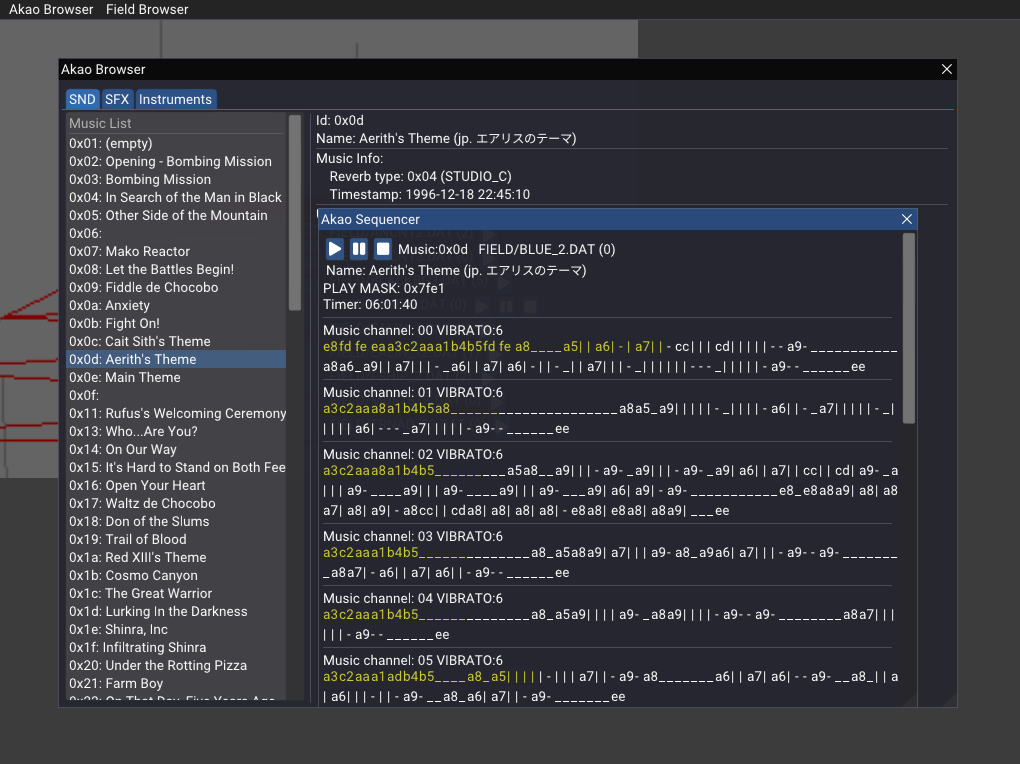 Akao Browser Field Browser
Akao Browser
SND SFX Instruments
Music List
0x01: (empty)
0x02: Opening - Bombing Mission
0x03: Bombing Mission
0x04: In Search of the Man in Black
0x05: Other Side of the Mountain
0x06:
0x07: Mako Reactor
0x08: Let the Battles Begin!
0x09: Fiddle de Chocobo
0x0a: Anxiety
0x0b: Fight On!
0x0c: Cait Sith's Theme
0x0d: Aerith's Theme
0x0e: Main Theme
0x0f:
0x11: Rufus's Welcoming Ceremony
0x13: Who...Are You?
0x14: On Our Way
0x15: It's Hard to Stand on Both Fee
0x16: Open Your Heart
0x17: Waltz de Chocobo
0x18: Don of the Slums
0x19: Trail of Blood
0x1a: Red XIII's Theme
0x1b: Cosmo Canyon
0x1c: The Great Warrior
0x1d: Lurking In the Darkness
0x1e: Shinra, Inc
0x1f: Infiltrating Shinra
0x20: Under the Rotting Pizza
0x21: Farm Boy
Id: 0x0d
Name: Aerith's Theme (jp. エアリスのテーマ)
Music Info:
Reverb type: 0x04 (STUDIO_C)
Timestamp: 1996-12-18 22:45:10
Akao Sequencer
Music:0x0d FIELD/BLUE_2.DAT (0)
Name: Aerith's Theme (jp. エアリスのテーマ)
PLAY MASK: 0x7fe1
Timer: 06:01:40
Music channel: 00 VIBRATO:6
e8fd fe eaa3c2aaa1b4b5fd fe a8____a5||a6|-|a7||-cc|||cd|||||--a9-___________
a8a6_a9||a7|||-_a6||a7|a6|-||-_||a7|||-_||||||---_|||||-a9--______ee
Music channel: 01 VIBRATO:6
a3c2aaa8a1b4b5a8_____________________a8a5_a9|||||-_||||-a6||-_a7|||||-_|
||||a6|---_a7|||||-a9-_______ee
Music channel: 02 VIBRATO:6
a3c2aaa8a1b4b5_________a5a8__a9|||-a9-_a9|||-a9-_a9|a6||a7||cc||cd|a9-_a
|||a9-____a9|||a9-____a9|||a9-___a9|a6|a9|-a9-___________e8_e8a8a9|a8|a8
a7|a8|a9|-a8cc||cda8|a8|a8|a8|-e8a8|e8a8|a8a9|___ee
Music channel: 03 VIBRATO:6
a3c2aaa1b4b5______________a8_a5a8a9|a7|||a9-a8_a9a6|a7|||-a9--a9-_______
_a8a7|-a6||a7|a6||-a9--______ee
Music channel: 04 VIBRATO:6
a3c2aaa1b4b5______________a8_a5a9||||a9-_a8a9||||-a9--a9-________a8a7|||
|||-a9--______ee
Music channel: 05 VIBRATO:6
a3c2aaa1adb4b5____a8_a5|||||-|||a7||-a9-a8_______a6||a7|a6|--a9-__a8_||a
|a6|||-||-a9-__a8_a6|a7||-a9-_______ee